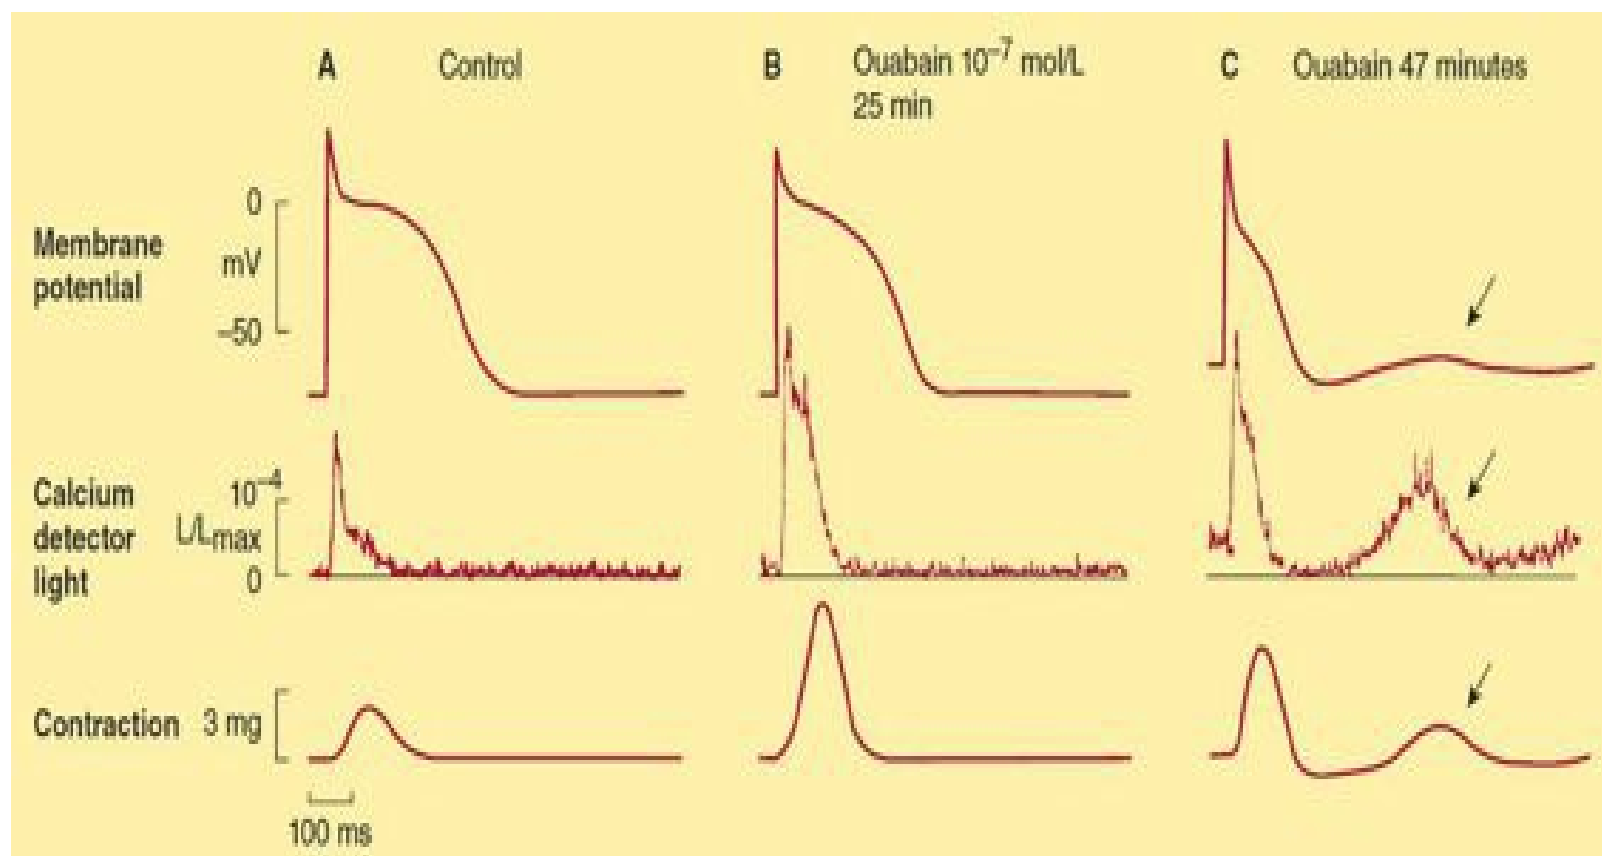 A Control
B Ouabain 10⁻⁷ mol/L
25 min
C Ouabain 47 minutes
Membrane
potential
0
mV
–50
Calcium
detector
light
10⁻⁴
L/Lmax
0
Contraction 3 mg
100 ms